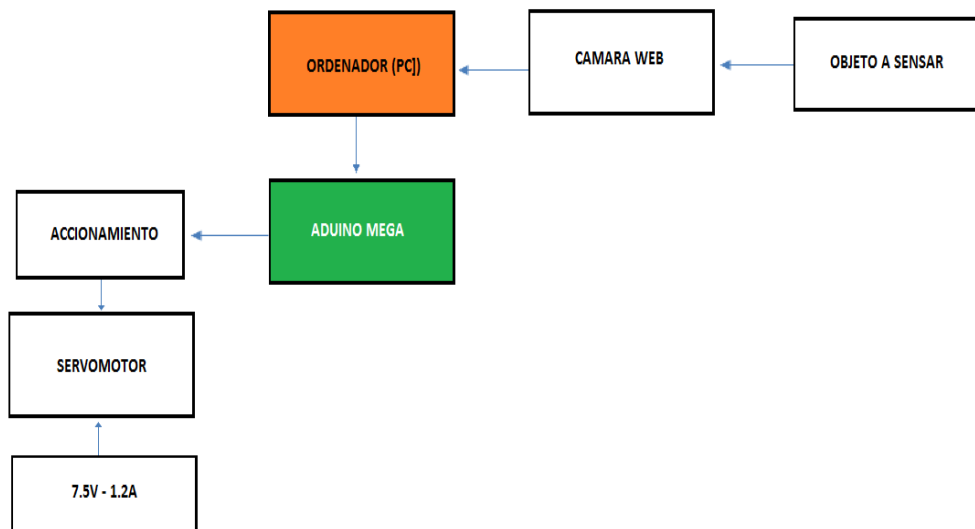 ORDENADOR (PC])
CAMARA WEB
OBJETO A SENSAR
ADUINO MEGA
ACCIONAMIENTO
SERVOMOTOR
7.5V - 1.2A